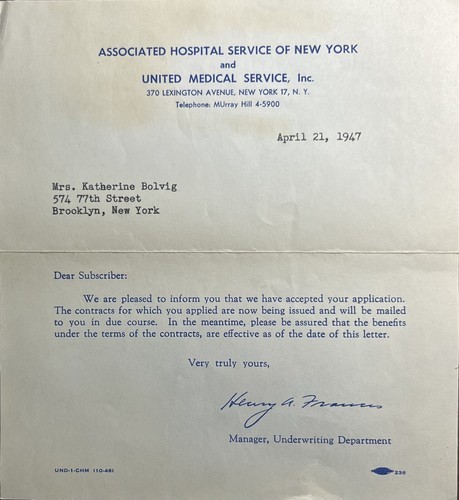 ASSOCIATED HOSPITAL SERVICE OF NEW YORK
and
UNITED MEDICAL SERVICE, Inc.
370 LEXINGTON AVENUE, NEW YORK 17, N. Y.
Telephone: MUrray Hill 4-5900
April 21, 1947
Mrs. Katherine Bolvig
574 77th Street
Brooklyn, New York
Dear Subscriber:
We are pleased to inform you that we have accepted your application.
The contracts for which you applied are now being issued and will be mailed
to you in due course. In the meantime, please be assured that the benefits
under the terms of the contracts, are effective as of the date of this letter.
Very truly yours,
Henry A. Francis
Manager, Underwriting Department
UND-1-CHM (10-46)
236